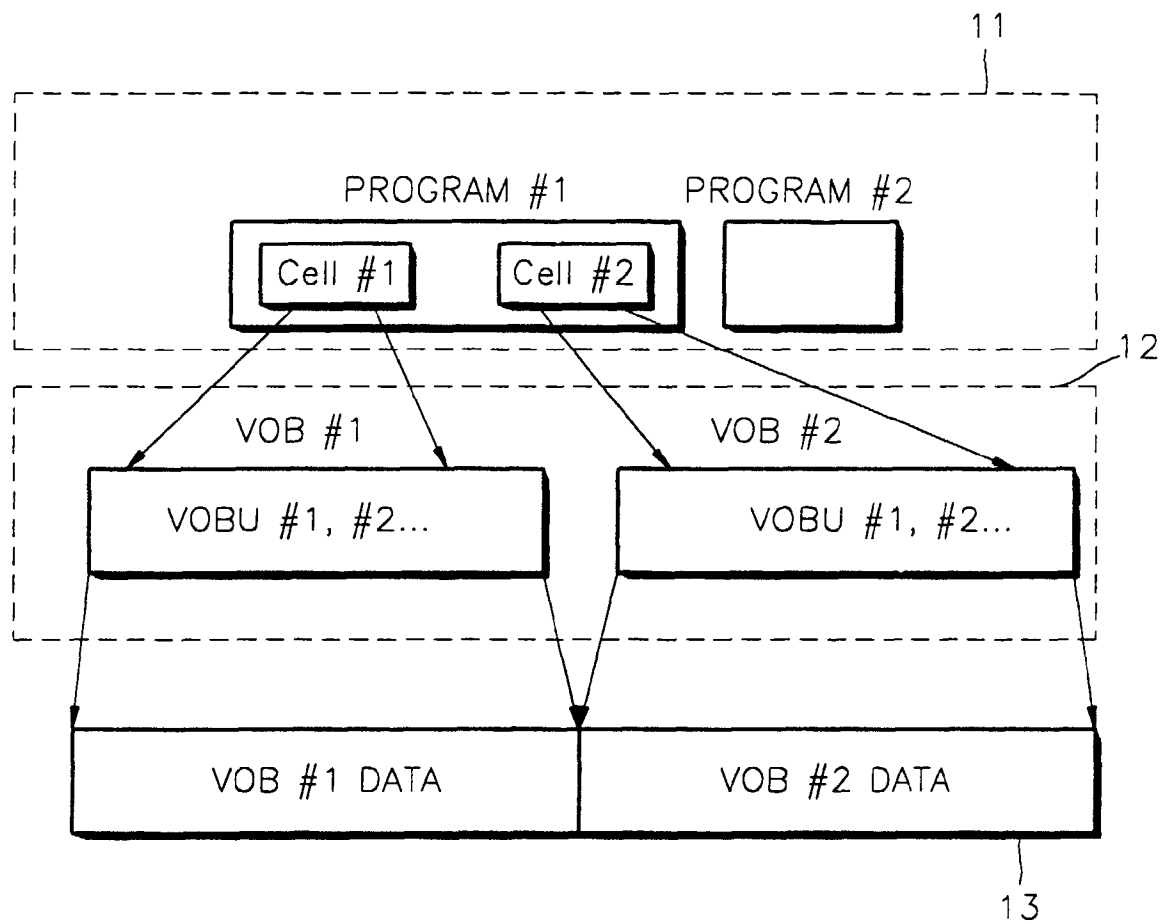 11
PROGRAM #1
PROGRAM #2
Cell #1
Cell #2
12
VOB #1
VOB #2
VOBU #1, #2...
VOBU #1, #2...
VOB #1 DATA
VOB #2 DATA
13